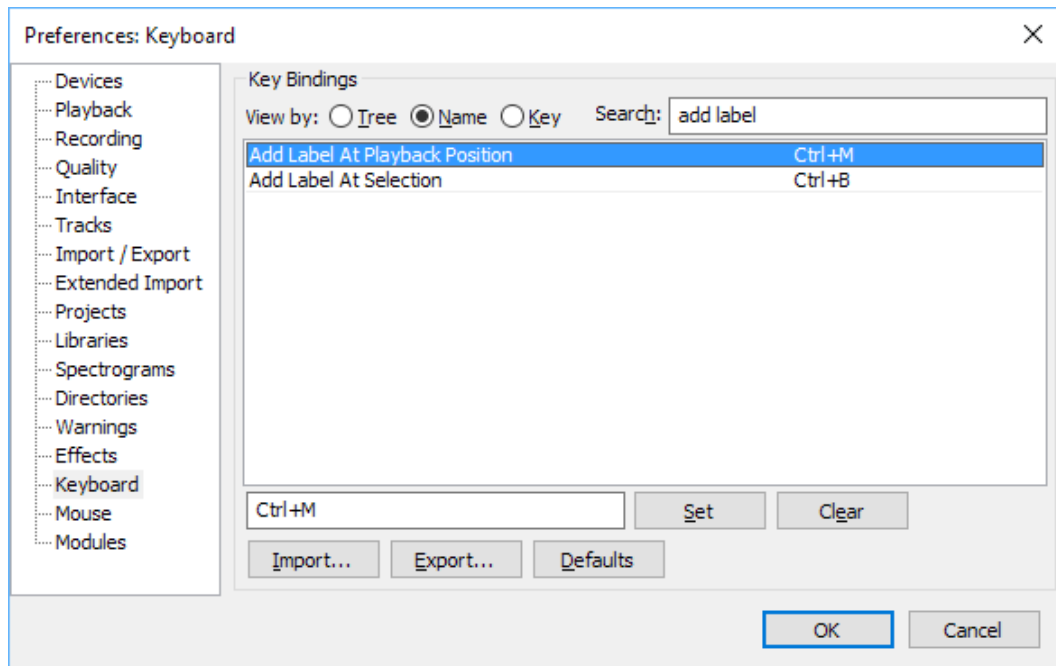 Preferences: Keyboard
Devices
Playback
Recording
Quality
Interface
Tracks
Import / Export
Extended Import
Projects
Libraries
Spectrograms
Directories
Warnings
Effects
Keyboard
Mouse
Modules
Key Bindings
View by: Tree Name Key Search: add label
Add Label At Playback Position Ctrl+M
Add Label At Selection Ctrl+B
Ctrl+M Set Clear
Import... Export... Defaults
OK Cancel